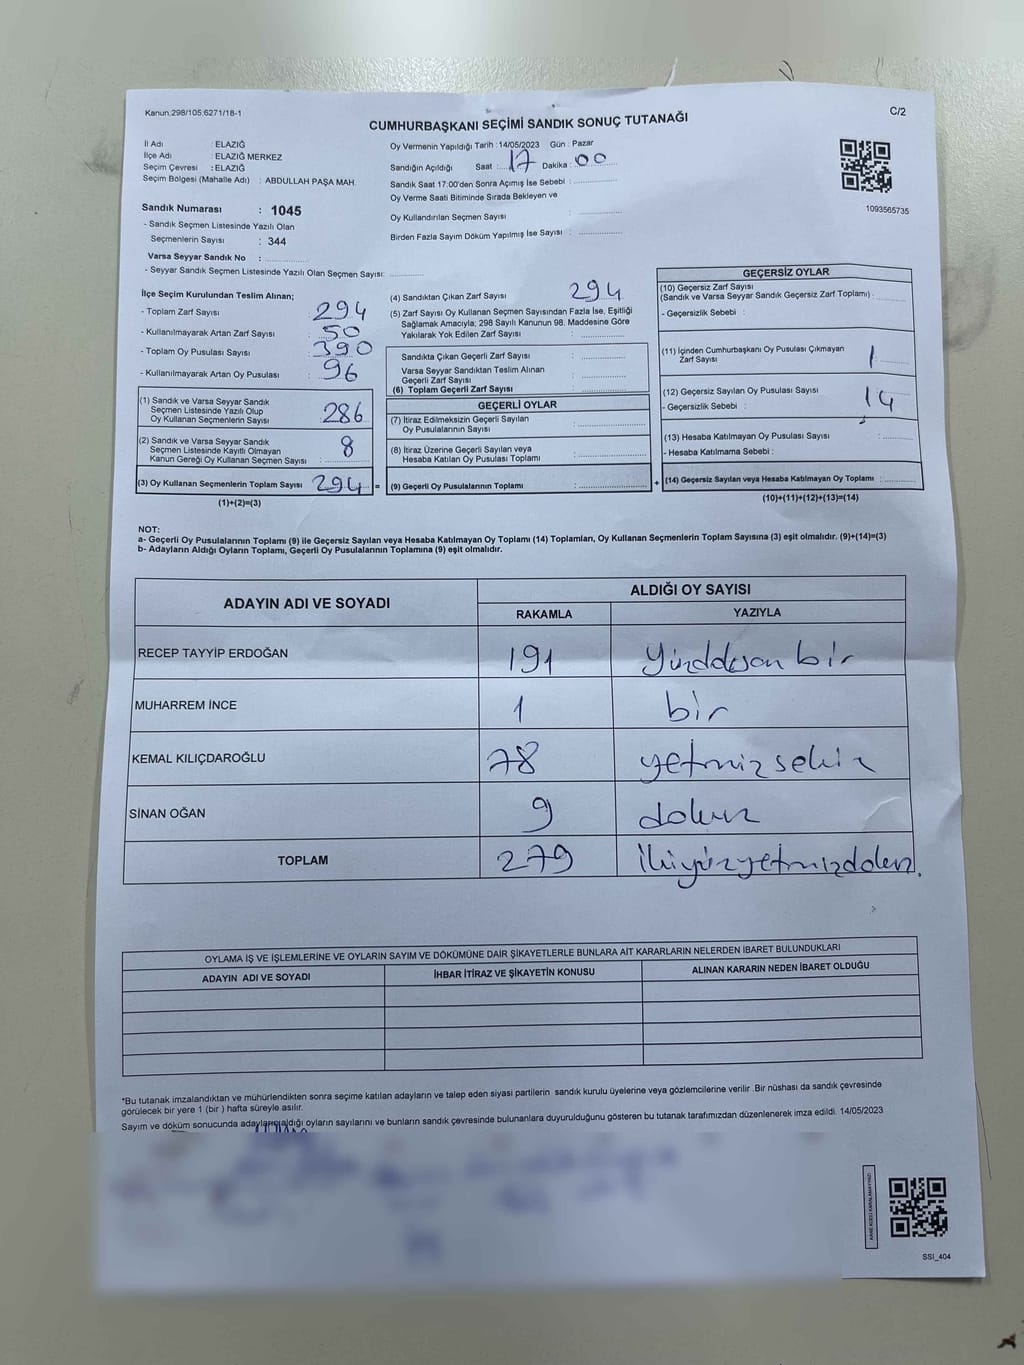 Kanun.298/105,6271/18-1
C/2
CUMHURBAŞKANI SEÇİMİ SANDIK SONUÇ TUTANAĞI
İl Adı : ELAZIĞ
İlçe Adı : ELAZIĞ MERKEZ
Seçim Çevresi : ELAZIĞ
Seçim Bölgesi (Mahalle Adı) : ABDULLAH PAŞA MAH.
Sandık Numarası : 1045
- Sandık Seçmen Listesinde Yazılı Olan
Seçmenlerin Sayısı : 344
Varsa Seyyar Sandık No :
- Seyyar Sandık Seçmen Listesinde Yazılı Olan Seçmen Sayısı:
Oy Vermenin Yapıldığı Tarih : 14/05/2023 Gün : Pazar
Sandığın Açıldığı Saat : 17 Dakika : 00
Sandık Saat 17:00'den Sonra Açımış İse Sebebi :
Oy Verme Saati Bitiminde Sırada Bekleyen ve
Oy Kullandırılan Seçmen Sayısı :
Birden Fazla Sayım Döküm Yapılmış İse Sayısı :
1093565735
İlçe Seçim Kurulundan Teslim Alınan;
- Toplam Zarf Sayısı : 294
- Kullanılmayarak Artan Zarf Sayısı : 50
- Toplam Oy Pusulası Sayısı : 390
- Kullanılmayarak Artan Oy Pusulası : 96
(1) Sandık ve Varsa Seyyar Sandık
Seçmen Listesinde Yazılı Olup
Oy Kullanan Seçmenlerin Sayısı : 286
(2) Sandık ve Varsa Seyyar Sandık
Seçmen Listesinde Kayıtlı Olmayan
Kanun Gereği Oy Kullanan Seçmen Sayısı : 8
(3) Oy Kullanan Seçmenlerin Toplam Sayısı 294 =
(1)+(2)=(3)
(4) Sandıktan Çıkan Zarf Sayısı : 294
(5) Zarf Sayısı Oy Kullanan Seçmen Sayısından Fazla İse, Eşitliği
Sağlamak Amacıyla; 298 Sayılı Kanunun 98. Maddesine Göre
Yakılarak Yok Edilen Zarf Sayısı :
Sandıkta Çıkan Geçerli Zarf Sayısı :
Varsa Seyyar Sandıktan Teslim Alınan
Geçerli Zarf Sayısı :
(6) Toplam Geçerli Zarf Sayısı :
GEÇERLİ OYLAR
(7) İtiraz Edilmeksizin Geçerli Sayılan
Oy Pusulalarının Sayısı :
(8) İtiraz Üzerine Geçerli Sayılan veya
Hesaba Katılan Oy Pusulası Toplamı :
(9) Geçerli Oy Pusulalarının Toplamı : +
GEÇERSİZ OYLAR
(10) Geçersiz Zarf Sayısı
(Sandık ve Varsa Seyyar Sandık Geçersiz Zarf Toplamı) :
- Geçersizlik Sebebi :
(11) İçinden Cumhurbaşkanı Oy Pusulası Çıkmayan
Zarf Sayısı : 1
(12) Geçersiz Sayılan Oy Pusulası Sayısı : 14
- Geçersizlik Sebebi :
(13) Hesaba Katılmayan Oy Pusulası Sayısı :
- Hesaba Katılmama Sebebi :
(14) Geçersiz Sayılan veya Hesaba Katılmayan Oy Toplamı :
(10)+(11)+(12)+(13)=(14)
NOT:
a- Geçerli Oy Pusulalarının Toplamı (9) ile Geçersiz Sayılan veya Hesaba Katılmayan Oy Toplamı (14) Toplamları, Oy Kullanan Seçmenlerin Toplam Sayısına (3) eşit olmalıdır. (9)+(14)=(3)
b- Adayların Aldığı Oyların Toplamı, Geçerli Oy Pusulalarının Toplamına (9) eşit olmalıdır.
ADAYIN ADI VE SOYADI ALDIĞI OY SAYISI
RAKAMLA YAZIYLA
RECEP TAYYİP ERDOĞAN 191 Yüzdoksan bir
MUHARREM İNCE 1 bir
KEMAL KILIÇDAROĞLU 78 yetmiz sekiz
SİNAN OĞAN 9 dokuz
TOPLAM 279 İkiyüzyetmizdokuz.
OYLAMA İŞ VE İŞLEMLERİNE VE OYLARIN SAYIM VE DÖKÜMÜNE DAİR ŞİKAYETLERLE BUNLARA AİT KARARLARIN NELERDEN İBARET BULUNDUKLARI
ADAYIN ADI VE SOYADI İHBAR İTİRAZ VE ŞİKAYETİN KONUSU ALINAN KARARIN NEDEN İBARET OLDUĞU
*Bu tutanak imzalandıktan ve mühürlendikten sonra seçime katılan adayların ve talep eden siyasi partilerin sandık kurulu üyelerine veya gözlemcilerine verilir .Bir nüshası da sandık çevresinde
görülecek bir yere 1 (bir ) hafta süreyle asılır.
Sayım ve döküm sonucunda adayların aldığı oyların sayılarını ve bunların sandık çevresinde bulunanlara duyurulduğunu gösteren bu tutanak tarafımızdan düzenlenerek imza edildi. 14/05/2023
SSI_404